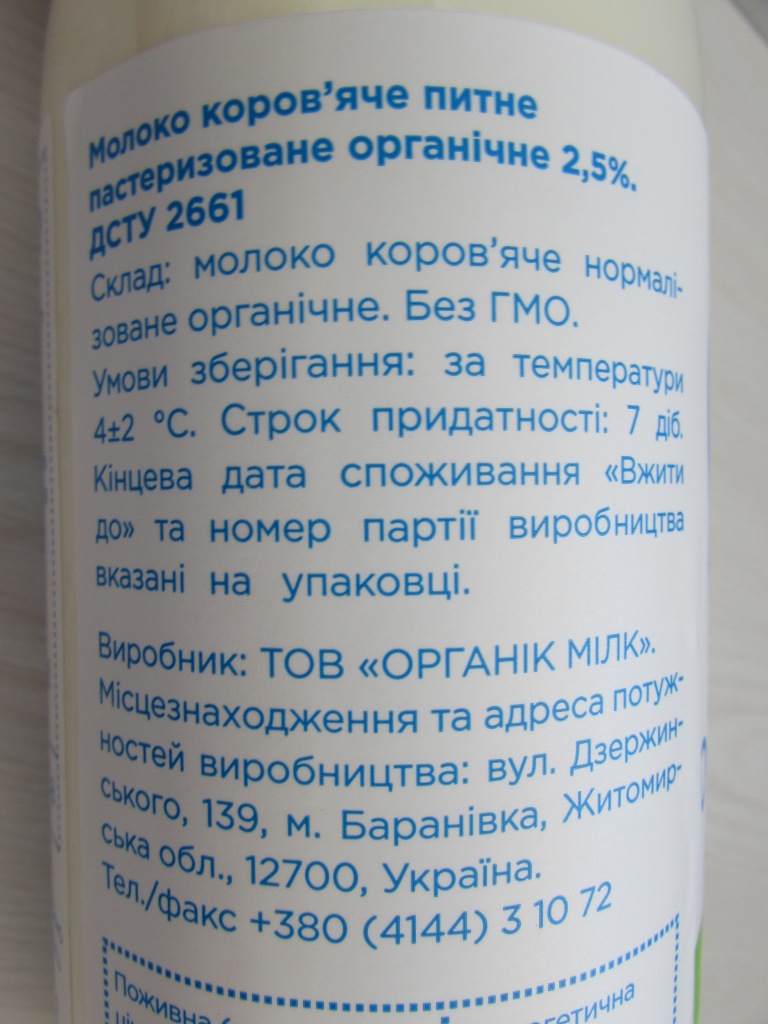 Молоко коров’яче питне
пастеризоване органічне 2,5%.
ДСТУ 2661
Склад: молоко коров’яче нормалі-
зоване органічне. Без ГМО.
Умови зберігання: за температури
4±2 °С. Строк придатності: 7 діб.
Кінцева дата споживання «Вжити
до» та номер партії виробництва
вказані на упаковці.
Виробник: ТОВ «ОРГАНІК МІЛК».
Місцезнаходження та адреса потуж-
ностей виробництва: вул. Дзержин-
ського, 139, м. Баранівка, Житомир-
ська обл., 12700, Україна.
Тел./факс +380 (4144) 3 10 72
Поживна